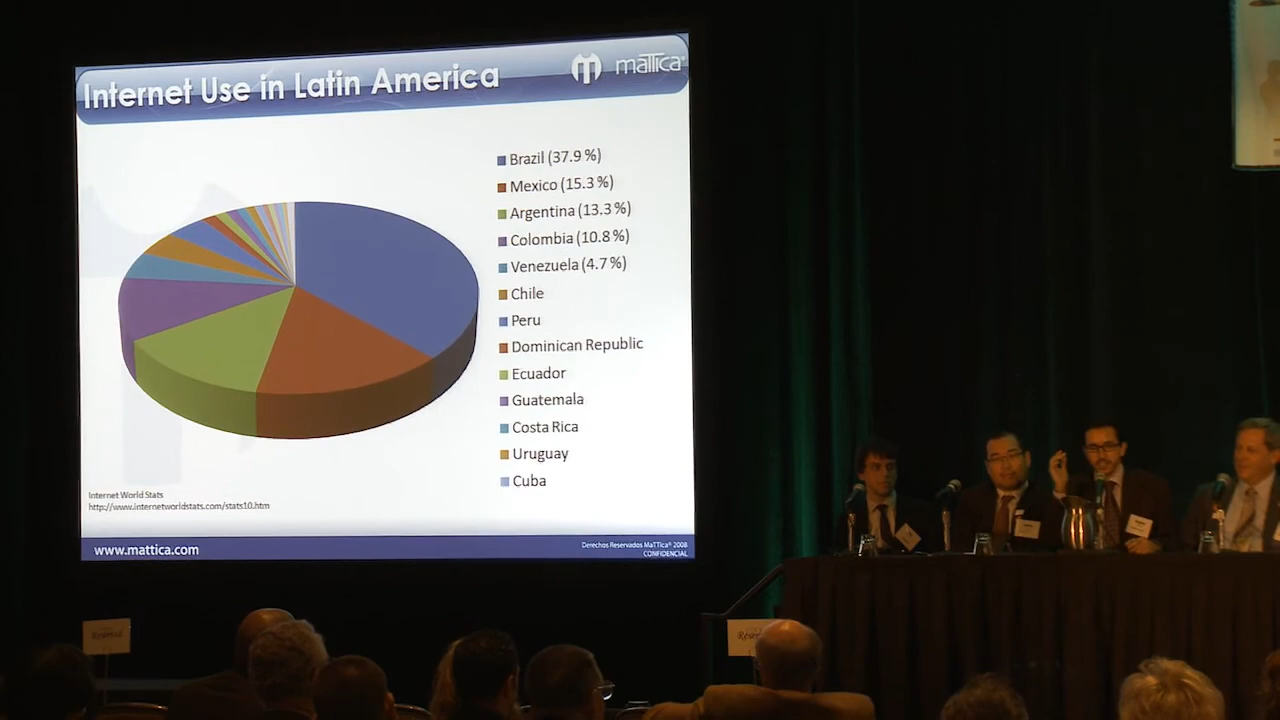 Internet Use in Latin America
maTTica
Brazil (37.9 %)
Mexico (15.3 %)
Argentina (13.3 %)
Colombia (10.8 %)
Venezuela (4.7 %)
Chile
Peru
Dominican Republic
Ecuador
Guatemala
Costa Rica
Uruguay
Cuba
Internet World Stats
http://www.internetworldstats.com/stats10.htm
www.mattica.com
Derechos Reservados MaTTica® 2008
CONFIDENCIAL
Reserved